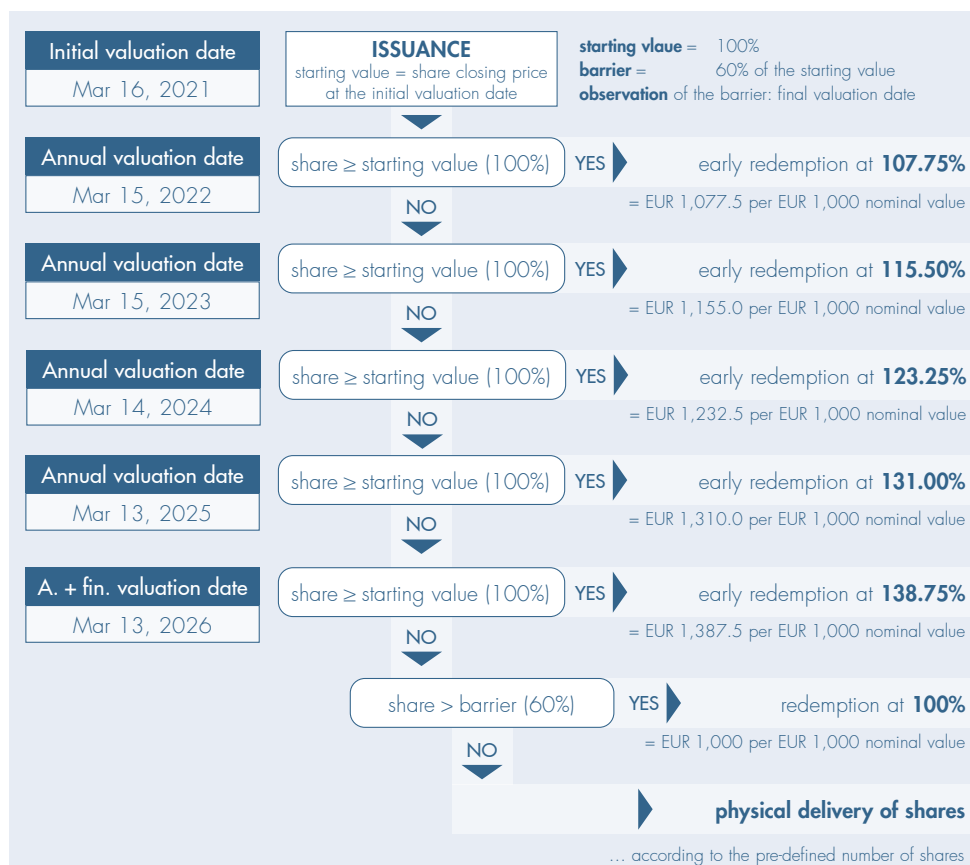 Initial valuation date
Mar 16, 2021
ISSUANCE
starting value = share closing price
at the initial valuation date
starting vlaue = 100%
barrier = 60% of the starting value
observation of the barrier: final valuation date
Annual valuation date
Mar 15, 2022
share ≥ starting value (100%)
YES
early redemption at 107.75%
= EUR 1,077.5 per EUR 1,000 nominal value
NO
Annual valuation date
Mar 15, 2023
share ≥ starting value (100%)
YES
early redemption at 115.50%
= EUR 1,155.0 per EUR 1,000 nominal value
NO
Annual valuation date
Mar 14, 2024
share ≥ starting value (100%)
YES
early redemption at 123.25%
= EUR 1,232.5 per EUR 1,000 nominal value
NO
Annual valuation date
Mar 13, 2025
share ≥ starting value (100%)
YES
early redemption at 131.00%
= EUR 1,310.0 per EUR 1,000 nominal value
NO
A. + fin. valuation date
Mar 13, 2026
share ≥ starting value (100%)
YES
early redemption at 138.75%
= EUR 1,387.5 per EUR 1,000 nominal value
NO
share > barrier (60%)
YES
redemption at 100%
= EUR 1,000 per EUR 1,000 nominal value
NO
physical delivery of shares
... according to the pre-defined number of shares